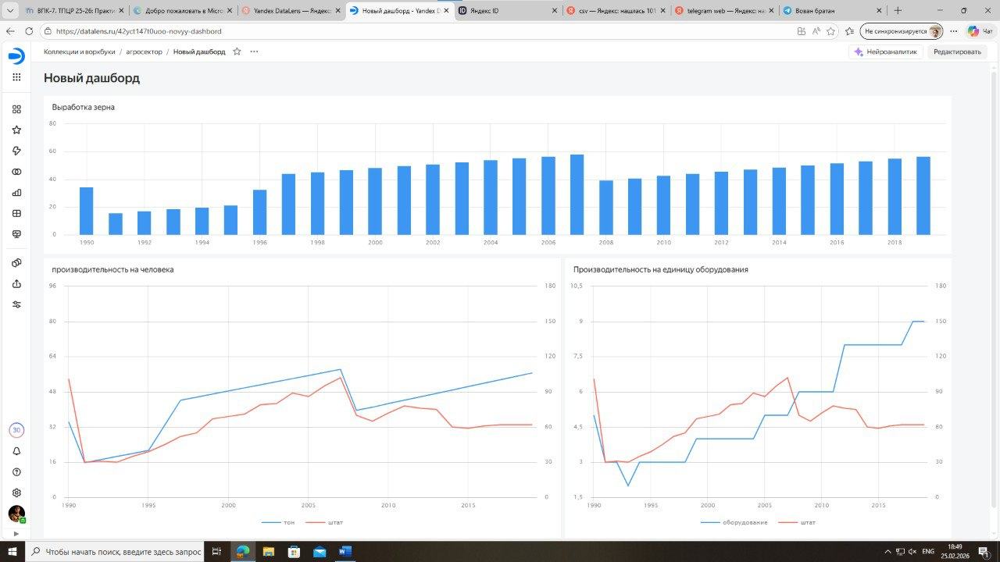 ВПК-7. ТПЦР 25-26: Практ
Добро пожаловать в Micros
Yandex DataLens — Яндекс
Новый дашборд - Yandex D
Яндекс ID
csv — Яндекс: нашлась 101
telegram web — Яндекс на
Вован братан
https://datalens.ru/42yct147t0uoo-novyy-dashbord
Не синхронизируется
Чат
Коллекции и воркбуки / агросектор / Новый дашборд
Нейроаналитик
Редактировать
Новый дашборд
Выработка зерна
80
60
40
20
0
1990 1992 1994 1996 1998 2000 2002 2004 2006 2008 2010 2012 2014 2016 2018
производительность на человека
96 180
80 150
64 120
48 90
32 60
16 30
0 0
1990 1995 2000 2005 2010 2015
тон штат
Производительность на единицу оборудования
10,5 180
9 150
7,5 120
6 90
4,5 60
3 30
1,5 0
1990 1995 2000 2005 2010 2015
оборудование штат
30
Чтобы начать поиск, введите здесь запрос
ENG
18:49
25.02.2026